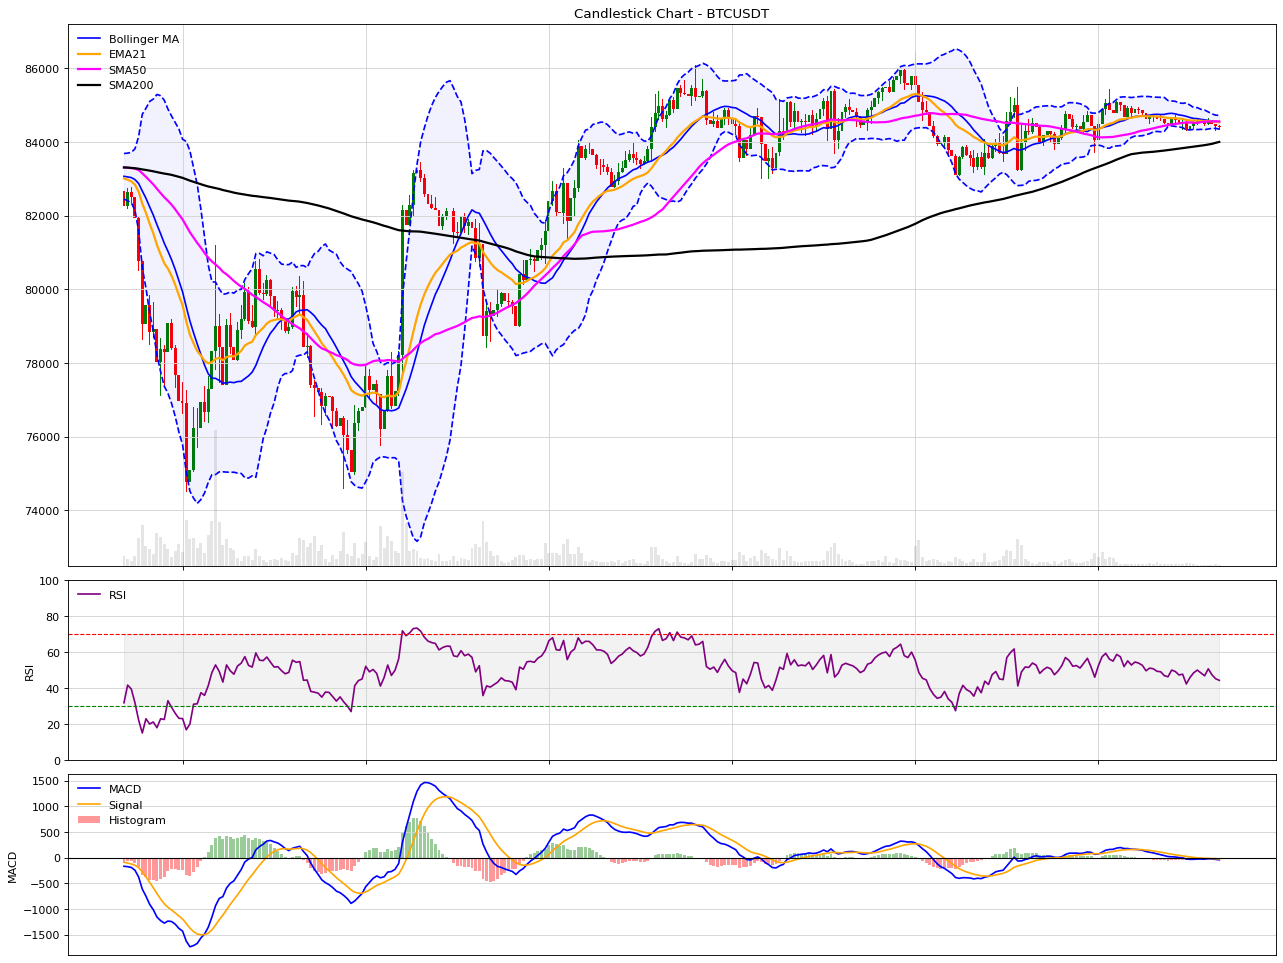 Candlestick Chart - BTCUSDT
Bollinger MA
EMA21
SMA50
SMA200
86000
84000
82000
80000
78000
76000
74000
RSI
RSI
100
80
60
40
20
0
MACD
Signal
Histogram
MACD
1500
1000
500
0
−500
−1000
−1500